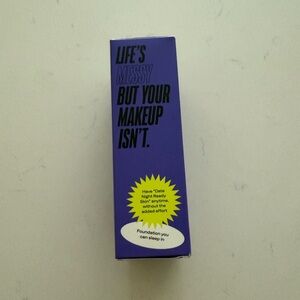 LIFE'S
MESSY
BUT YOUR
MAKEUP
ISN'T.
Have "Date
Night Ready
Skin" anytime,
without the
added effort
Foundation you
can sleep in